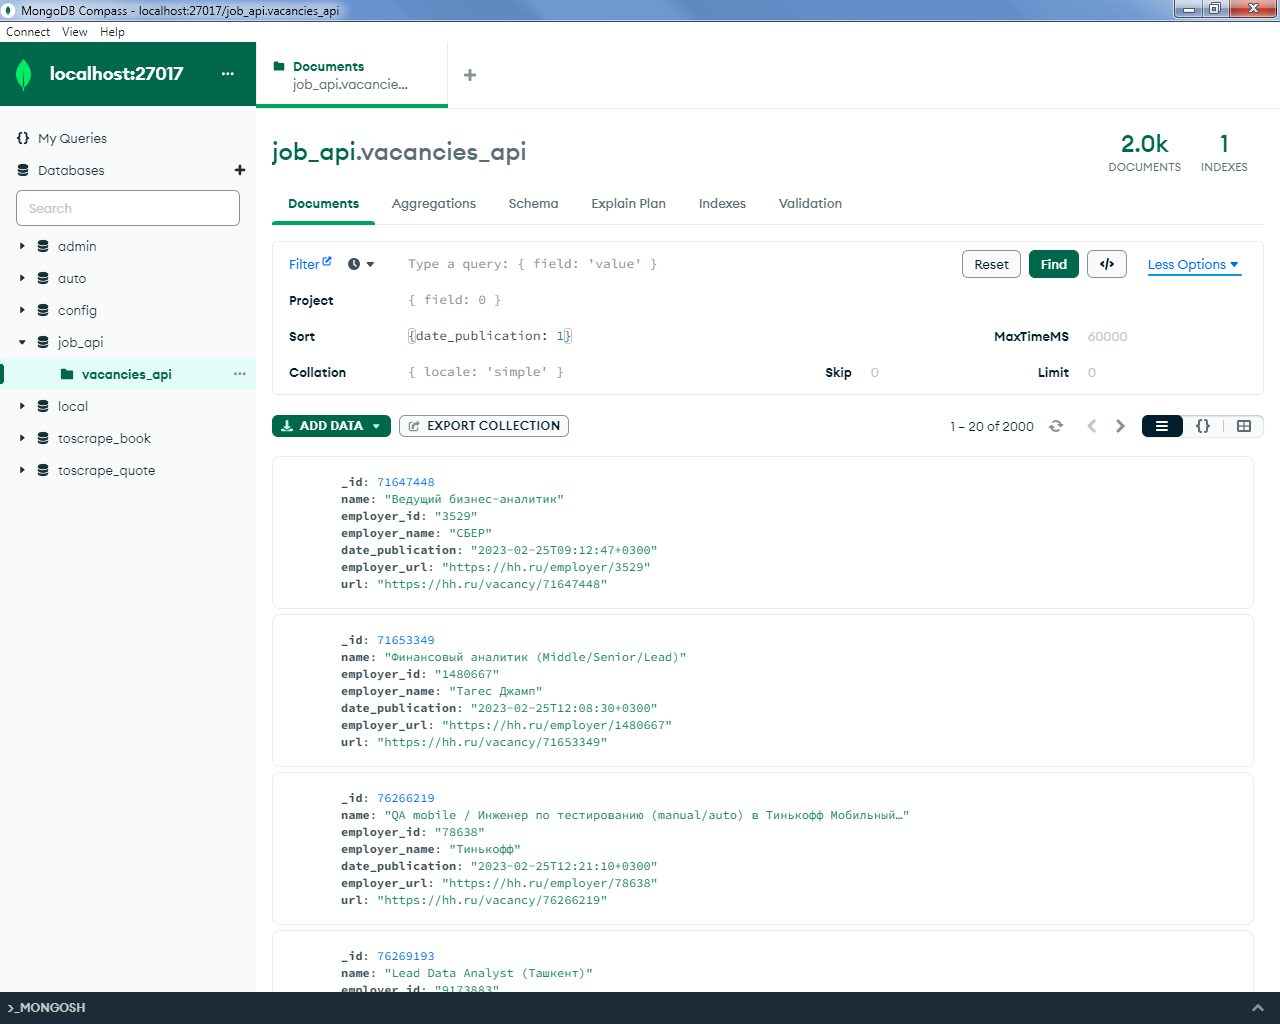 MongoDB Compass - localhost:27017/job_api.vacancies_api
Connect View Help
localhost:27017 ...
Documents
job_api.vacancie...
My Queries
Databases
Search
admin
auto
config
job_api
vacancies_api ...
local
toscrape_book
toscrape_quote
job_api.vacancies_api
2.0k
DOCUMENTS
1
INDEXES
Documents Aggregations Schema Explain Plan Indexes Validation
Filter Type a query: { field: 'value' } Reset Find </> Less Options
Project { field: 0 }
Sort {date_publication: 1} MaxTimeMS 60000
Collation { locale: 'simple' } Skip 0 Limit 0
ADD DATA EXPORT COLLECTION 1 – 20 of 2000 {}
_id: 71647448
name: "Ведущий бизнес-аналитик"
employer_id: "3529"
employer_name: "СБЕР"
date_publication: "2023-02-25T09:12:47+0300"
employer_url: "https://hh.ru/employer/3529"
url: "https://hh.ru/vacancy/71647448"
_id: 71653349
name: "Финансовый аналитик (Middle/Senior/Lead)"
employer_id: "1480667"
employer_name: "Тагес Джамп"
date_publication: "2023-02-25T12:08:30+0300"
employer_url: "https://hh.ru/employer/1480667"
url: "https://hh.ru/vacancy/71653349"
_id: 76266219
name: "QA mobile / Инженер по тестированию (manual/auto) в Тинькофф Мобильный…"
employer_id: "78638"
employer_name: "Тинькофф"
date_publication: "2023-02-25T12:21:10+0300"
employer_url: "https://hh.ru/employer/78638"
url: "https://hh.ru/vacancy/76266219"
_id: 76269193
name: "Lead Data Analyst (Ташкент)"
employer_id: "9173883"
>_MONGOSH